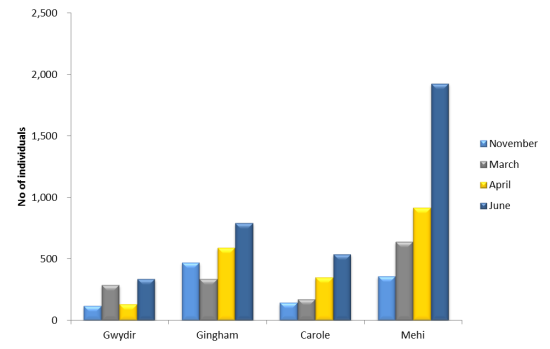 No of individuals
2,500
2,000
1,500
1,000
500
0
Gwydir
Gingham
Carole
Mehi
November
March
April
June